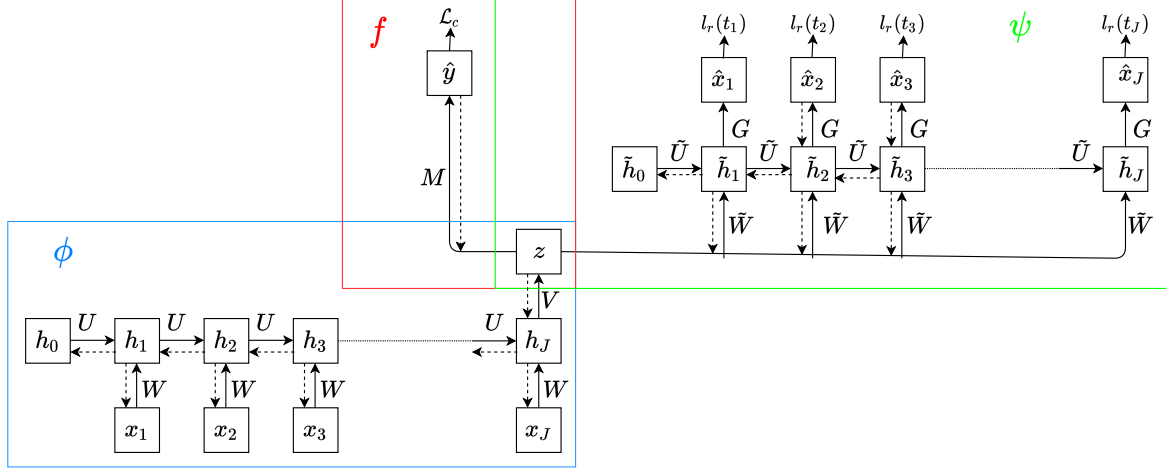 f
𝓛_c
ŷ
M
ψ
l_r(t_1) l_r(t_2) l_r(t_3) l_r(t_J)
x̂_1 x̂_2 x̂_3 x̂_J
G G G G
Ũ Ũ Ũ Ũ
h̃_0 h̃_1 h̃_2 h̃_3 h̃_J
W̃ W̃ W̃ W̃
ϕ
z
V
U U U U
h_0 h_1 h_2 h_3 h_J
W W W W
x_1 x_2 x_3 x_J